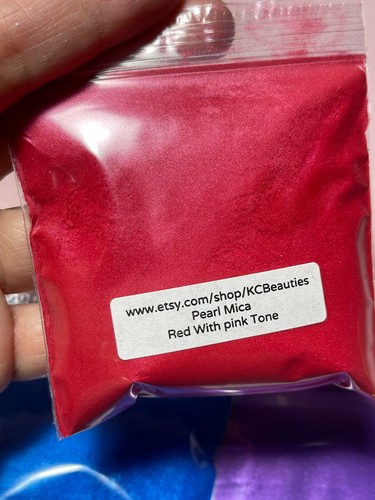 www.etsy.com/shop/KCBeauties
Pearl Mica
Red With pink Tone